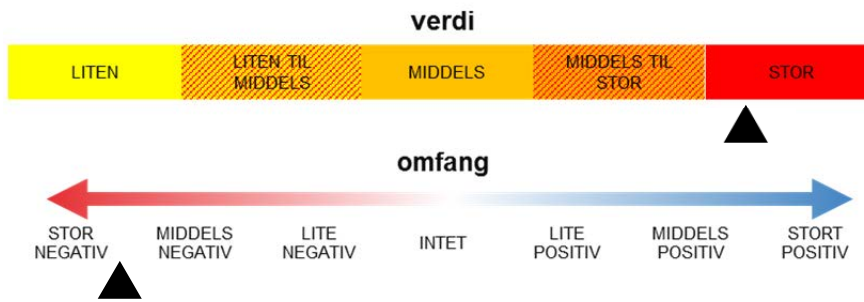 verdi
LITEN
LITEN TIL
MIDDELS
MIDDELS
MIDDELS TIL
STOR
STOR
omfang
STOR
NEGATIV
MIDDELS
NEGATIV
LITE
NEGATIV
INTET
LITE
POSITIV
MIDDELS
POSITIV
STORT
POSITIV